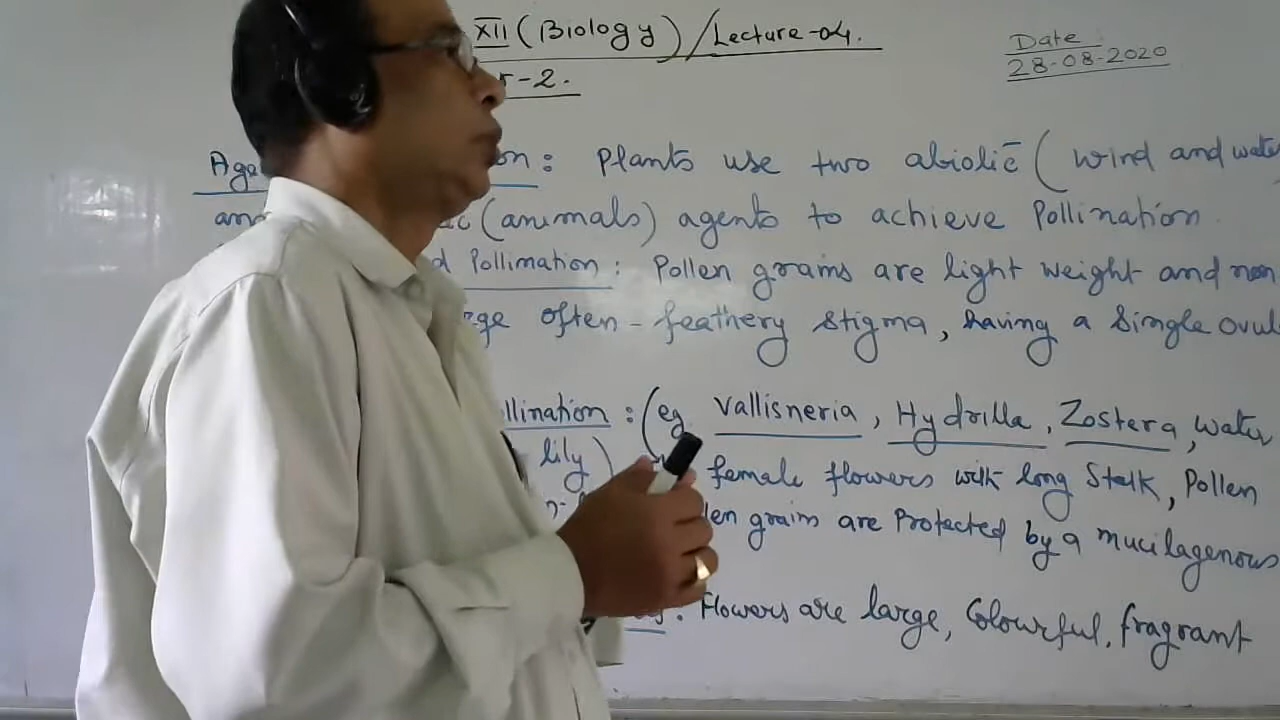 XII (Biology) / Lecture-04.
Date
28-08-2020
-2.
Age on: Plants use two abiotic (wind and water
an ic (animals) agents to achieve Pollination
d Pollination: Pollen grains are light weight and non
rge often - feathery stigma, having a single ovul
llination : (eg Vallisneria, Hydrilla, Zostera, water
lily) female flowers with long Stalk, Pollen
len grains are Protected by a mucilagenous
Flowers are large, Colourful, fragrant